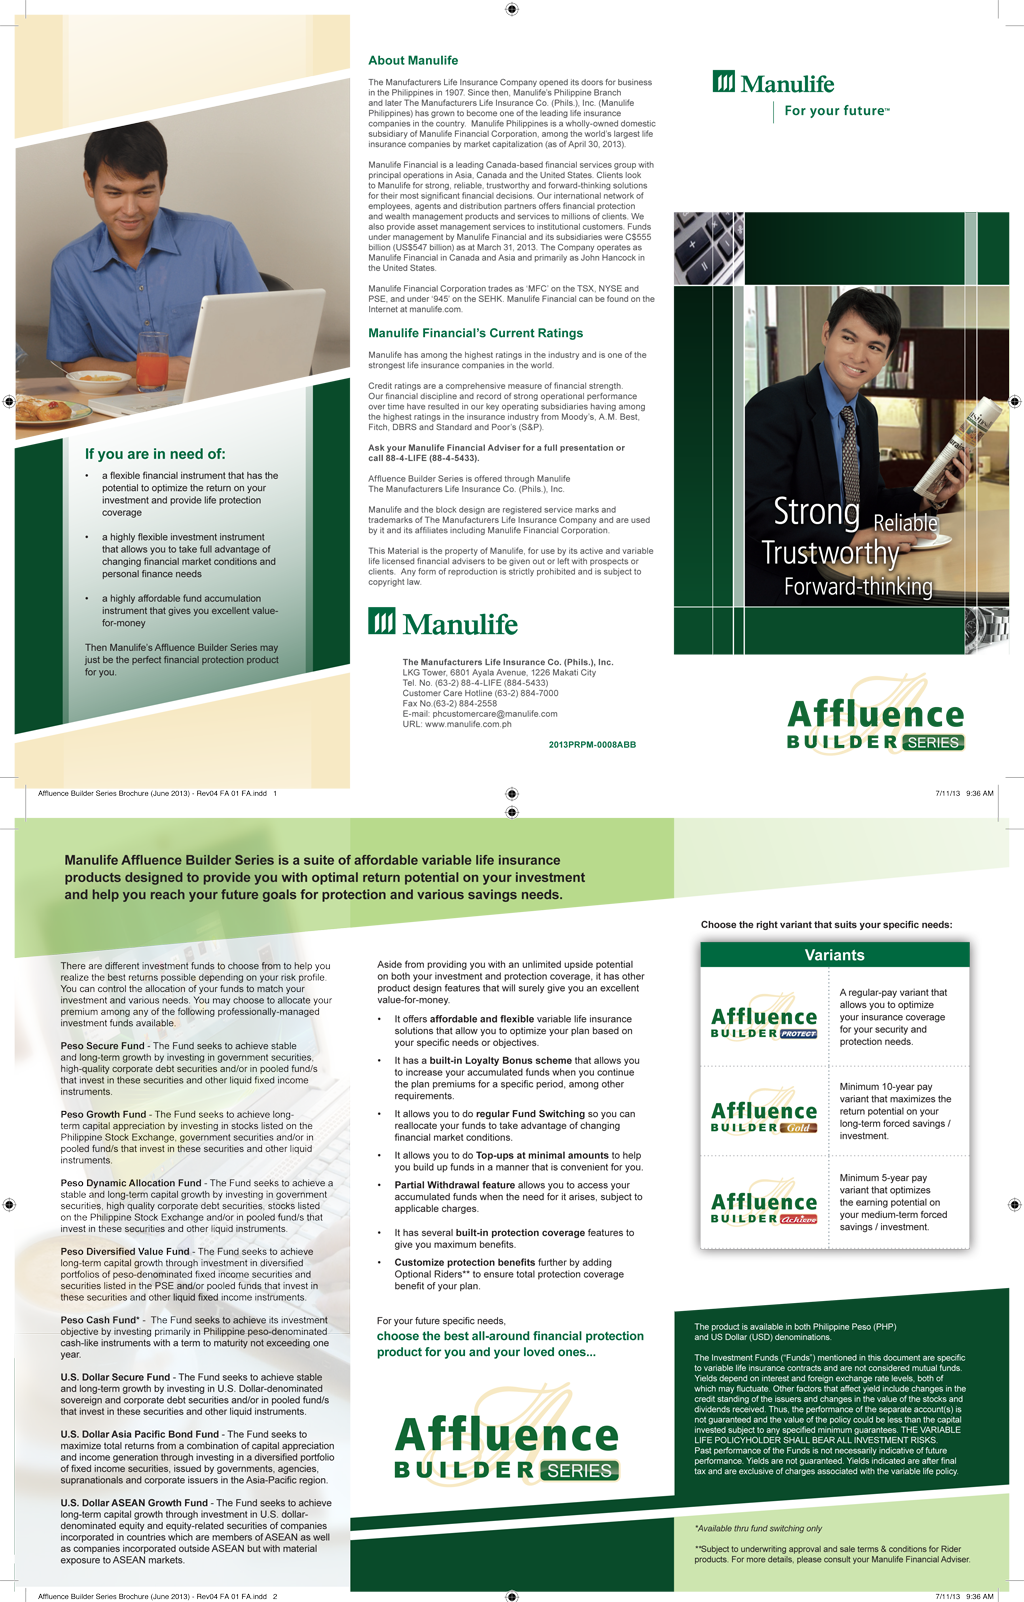 If you are in need of:
• a flexible financial instrument that has the
potential to optimize the return on your
investment and provide life protection
coverage
• a highly flexible investment instrument
that allows you to take full advantage of
changing financial market conditions and
personal finance needs
• a highly affordable fund accumulation
instrument that gives you excellent value-
for-money
Then Manulife's Affluence Builder Series may
just be the perfect financial protection product
for you.
About Manulife
The Manufacturers Life Insurance Company opened its doors for business
in the Philippines in 1907. Since then, Manulife's Philippine Branch
and later The Manufacturers Life Insurance Co. (Phils.), Inc. (Manulife
Philippines) has grown to become one of the leading life insurance
companies in the country. Manulife Philippines is a wholly-owned domestic
subsidiary of Manulife Financial Corporation, among the world's largest life
insurance companies by market capitalization (as of April 30, 2013).
Manulife Financial is a leading Canada-based financial services group with
principal operations in Asia, Canada and the United States. Clients look
to Manulife for strong, reliable, trustworthy and forward-thinking solutions
for their most significant financial decisions. Our international network of
employees, agents and distribution partners offers financial protection
and wealth management products and services to millions of clients. We
also provide asset management services to institutional customers. Funds
under management by Manulife Financial and its subsidiaries were C$555
billion (US$547 billion) as at March 31, 2013. The Company operates as
Manulife Financial in Canada and Asia and primarily as John Hancock in
the United States.
Manulife Financial Corporation trades as 'MFC' on the TSX, NYSE and
PSE, and under '945' on the SEHK. Manulife Financial can be found on the
Internet at manulife.com.
Manulife Financial's Current Ratings
Manulife has among the highest ratings in the industry and is one of the
strongest life insurance companies in the world.
Credit ratings are a comprehensive measure of financial strength.
Our financial discipline and record of strong operational performance
over time have resulted in our key operating subsidiaries having among
the highest ratings in the insurance industry from Moody's, A.M. Best,
Fitch, DBRS and Standard and Poor's (S&P).
Ask your Manulife Financial Adviser for a full presentation or
call 88-4-LIFE (88-4-5433).
Affluence Builder Series is offered through Manulife
The Manufacturers Life Insurance Co. (Phils.), Inc.
Manulife and the block design are registered service marks and
trademarks of The Manufacturers Life Insurance Company and are used
by it and its affiliates including Manulife Financial Corporation.
This Material is the property of Manulife, for use by its active and variable
life licensed financial advisers to be given out or left with prospects or
clients. Any form of reproduction is strictly prohibited and is subject to
copyright law.
Manulife
The Manufacturers Life Insurance Co. (Phils.), Inc.
LKG Tower, 6801 Ayala Avenue, 1226 Makati City
Tel. No. (63-2) 88-4-LIFE (884-5433)
Customer Care Hotline (63-2) 884-7000
Fax No.(63-2) 884-2558
E-mail: phcustomercare@manulife.com
URL: www.manulife.com.ph
2013PRPM-0008ABB
Manulife
For your future™
Strong Reliable
Trustworthy
Forward-thinking
Affluence
BUILDER SERIES
Affluence Builder Series Brochure (June 2013) - Rev04 FA 01 FA.indd 1
7/11/13 9:36 AM
Manulife Affluence Builder Series is a suite of affordable variable life insurance
products designed to provide you with optimal return potential on your investment
and help you reach your future goals for protection and various savings needs.
There are different investment funds to choose from to help you
realize the best returns possible depending on your risk profile.
You can control the allocation of your funds to match your
investment and various needs. You may choose to allocate your
premium among any of the following professionally-managed
investment funds available.
Peso Secure Fund - The Fund seeks to achieve stable
and long-term growth by investing in government securities,
high-quality corporate debt securities and/or in pooled fund/s
that invest in these securities and other liquid fixed income
instruments.
Peso Growth Fund - The Fund seeks to achieve long-
term capital appreciation by investing in stocks listed on the
Philippine Stock Exchange, government securities and/or in
pooled fund/s that invest in these securities and other liquid
instruments.
Peso Dynamic Allocation Fund - The Fund seeks to achieve a
stable and long-term capital growth by investing in government
securities, high quality corporate debt securities, stocks listed
on the Philippine Stock Exchange and/or in pooled fund/s that
invest in these securities and other liquid instruments.
Peso Diversified Value Fund - The Fund seeks to achieve
long-term capital growth through investment in diversified
portfolios of peso-denominated fixed income securities and
securities listed in the PSE and/or pooled funds that invest in
these securities and other liquid fixed income instruments.
Peso Cash Fund* - The Fund seeks to achieve its investment
objective by investing primarily in Philippine peso-denominated
cash-like instruments with a term to maturity not exceeding one
year.
U.S. Dollar Secure Fund - The Fund seeks to achieve stable
and long-term growth by investing in U.S. Dollar-denominated
sovereign and corporate debt securities and/or in pooled fund/s
that invest in these securities and other liquid instruments.
U.S. Dollar Asia Pacific Bond Fund - The Fund seeks to
maximize total returns from a combination of capital appreciation
and income generation through investing in a diversified portfolio
of fixed income securities, issued by governments, agencies,
supranationals and corporate issuers in the Asia-Pacific region.
U.S. Dollar ASEAN Growth Fund - The Fund seeks to achieve
long-term capital growth through investment in U.S. dollar-
denominated equity and equity-related securities of companies
incorporated in countries which are members of ASEAN as well
as companies incorporated outside ASEAN but with material
exposure to ASEAN markets.
Aside from providing you with an unlimited upside potential
on both your investment and protection coverage, it has other
product design features that will surely give you an excellent
value-for-money.
• It offers affordable and flexible variable life insurance
solutions that allow you to optimize your plan based on
your specific needs or objectives.
• It has a built-in Loyalty Bonus scheme that allows you
to increase your accumulated funds when you continue
the plan premiums for a specific period, among other
requirements.
• It allows you to do regular Fund Switching so you can
reallocate your funds to take advantage of changing
financial market conditions.
• It allows you to do Top-ups at minimal amounts to help
you build up funds in a manner that is convenient for you.
• Partial Withdrawal feature allows you to access your
accumulated funds when the need for it arises, subject to
applicable charges.
• It has several built-in protection coverage features to
give you maximum benefits.
• Customize protection benefits further by adding
Optional Riders** to ensure total protection coverage
benefit of your plan.
For your future specific needs,
choose the best all-around financial protection
product for you and your loved ones...
Affluence
BUILDER SERIES
Choose the right variant that suits your specific needs:
Variants
Affluence
BUILDER PROTECT
A regular-pay variant that
allows you to optimize
your insurance coverage
for your security and
protection needs.
Affluence
BUILDER Gold
Minimum 10-year pay
variant that maximizes the
return potential on your
long-term forced savings /
investment.
Affluence
BUILDER Achieve
Minimum 5-year pay
variant that optimizes
the earning potential on
your medium-term forced
savings / investment.
The product is available in both Philippine Peso (PHP)
and US Dollar (USD) denominations.
The Investment Funds ("Funds") mentioned in this document are specific
to variable life insurance contracts and are not considered mutual funds.
Yields depend on interest and foreign exchange rate levels, both of
which may fluctuate. Other factors that affect yield include changes in the
credit standing of the issuers and changes in the value of the stocks and
dividends received. Thus, the performance of the separate account(s) is
not guaranteed and the value of the policy could be less than the capital
invested subject to any specified minimum guarantees. THE VARIABLE
LIFE POLICYHOLDER SHALL BEAR ALL INVESTMENT RISKS.
Past performance of the Funds is not necessarily indicative of future
performance. Yields are not guaranteed. Yields indicated are after final
tax and are exclusive of charges associated with the variable life policy.
*Available thru fund switching only
**Subject to underwriting approval and sale terms & conditions for Rider
products. For more details, please consult your Manulife Financial Adviser.
Affluence Builder Series Brochure (June 2013) - Rev04 FA 01 FA.indd 2
7/11/13 9:36 AM